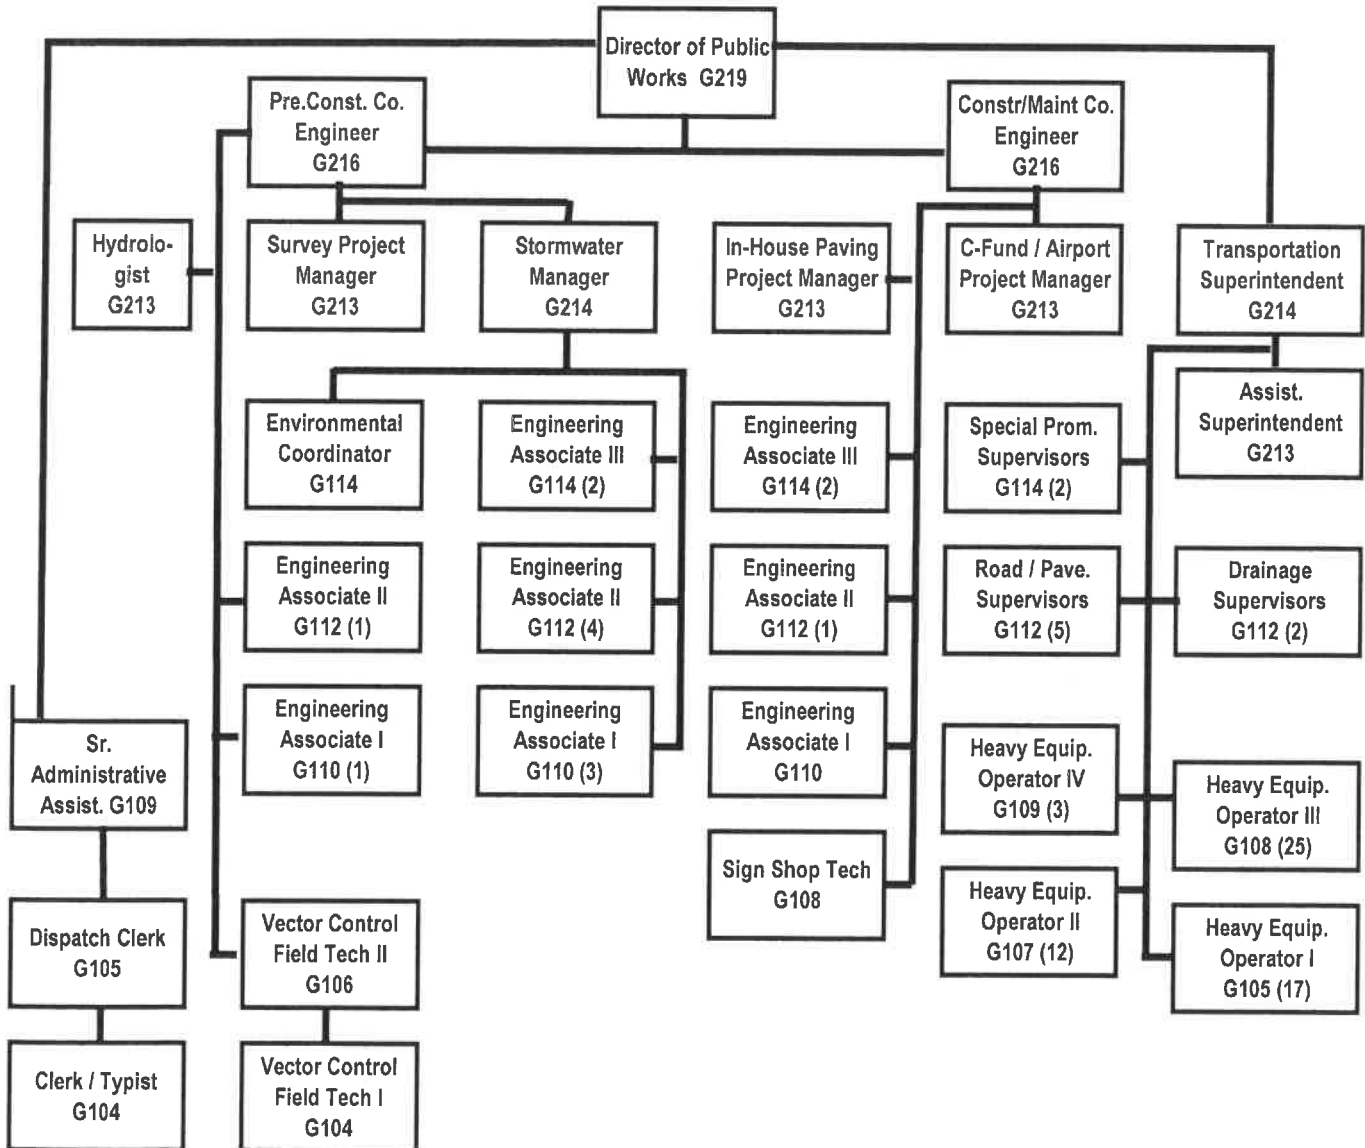 Director of Public
Works G219
Pre.Const. Co.
Engineer
G216
Constr/Maint Co.
Engineer
G216
Hydrolo-
gist
G213
Survey Project
Manager
G213
Stormwater
Manager
G214
In-House Paving
Project Manager
G213
C-Fund / Airport
Project Manager
G213
Transportation
Superintendent
G214
Assist.
Superintendent
G213
Environmental
Coordinator
G114
Engineering
Associate III
G114 (2)
Engineering
Associate III
G114 (2)
Special Prom.
Supervisors
G114 (2)
Engineering
Associate II
G112 (1)
Engineering
Associate II
G112 (4)
Engineering
Associate II
G112 (1)
Road / Pave.
Supervisors
G112 (5)
Drainage
Supervisors
G112 (2)
Sr.
Administrative
Assist. G109
Engineering
Associate I
G110 (1)
Engineering
Associate I
G110 (3)
Engineering
Associate I
G110
Heavy Equip.
Operator IV
G109 (3)
Heavy Equip.
Operator III
G108 (25)
Sign Shop Tech
G108
Heavy Equip.
Operator II
G107 (12)
Heavy Equip.
Operator I
G105 (17)
Dispatch Clerk
G105
Vector Control
Field Tech II
G106
Clerk / Typist
G104
Vector Control
Field Tech I
G104